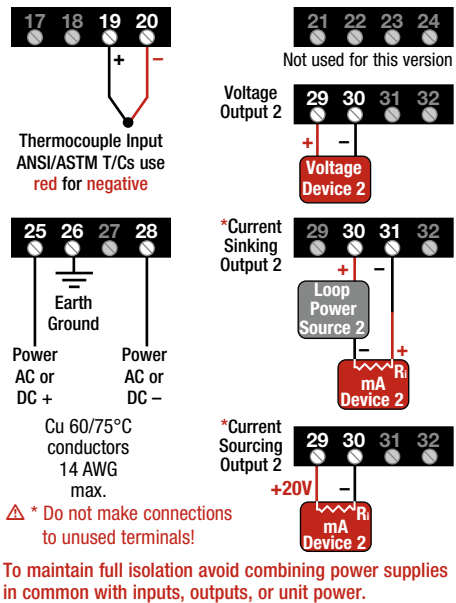 17 18 19 20
+ –
Thermocouple Input
ANSI/ASTM T/Cs use
red for negative
21 22 23 24
Not used for this version
Voltage
Output 2
29 30 31 32
+ –
Voltage
Device 2
25 26 27 28
Earth
Ground
Power
AC or
DC +
Power
AC or
DC –
*Current
Sinking
Output 2
29 30 31 32
+ –
Loop
Power
Source 2
– +
Ri
mA
Device 2
Cu 60/75°C
conductors
14 AWG
max.
*Current
Sourcing
Output 2
29 30 31 32
+20V –
Ri
mA
Device 2
⚠ * Do not make connections
to unused terminals!
To maintain full isolation avoid combining power supplies
in common with inputs, outputs, or unit power.